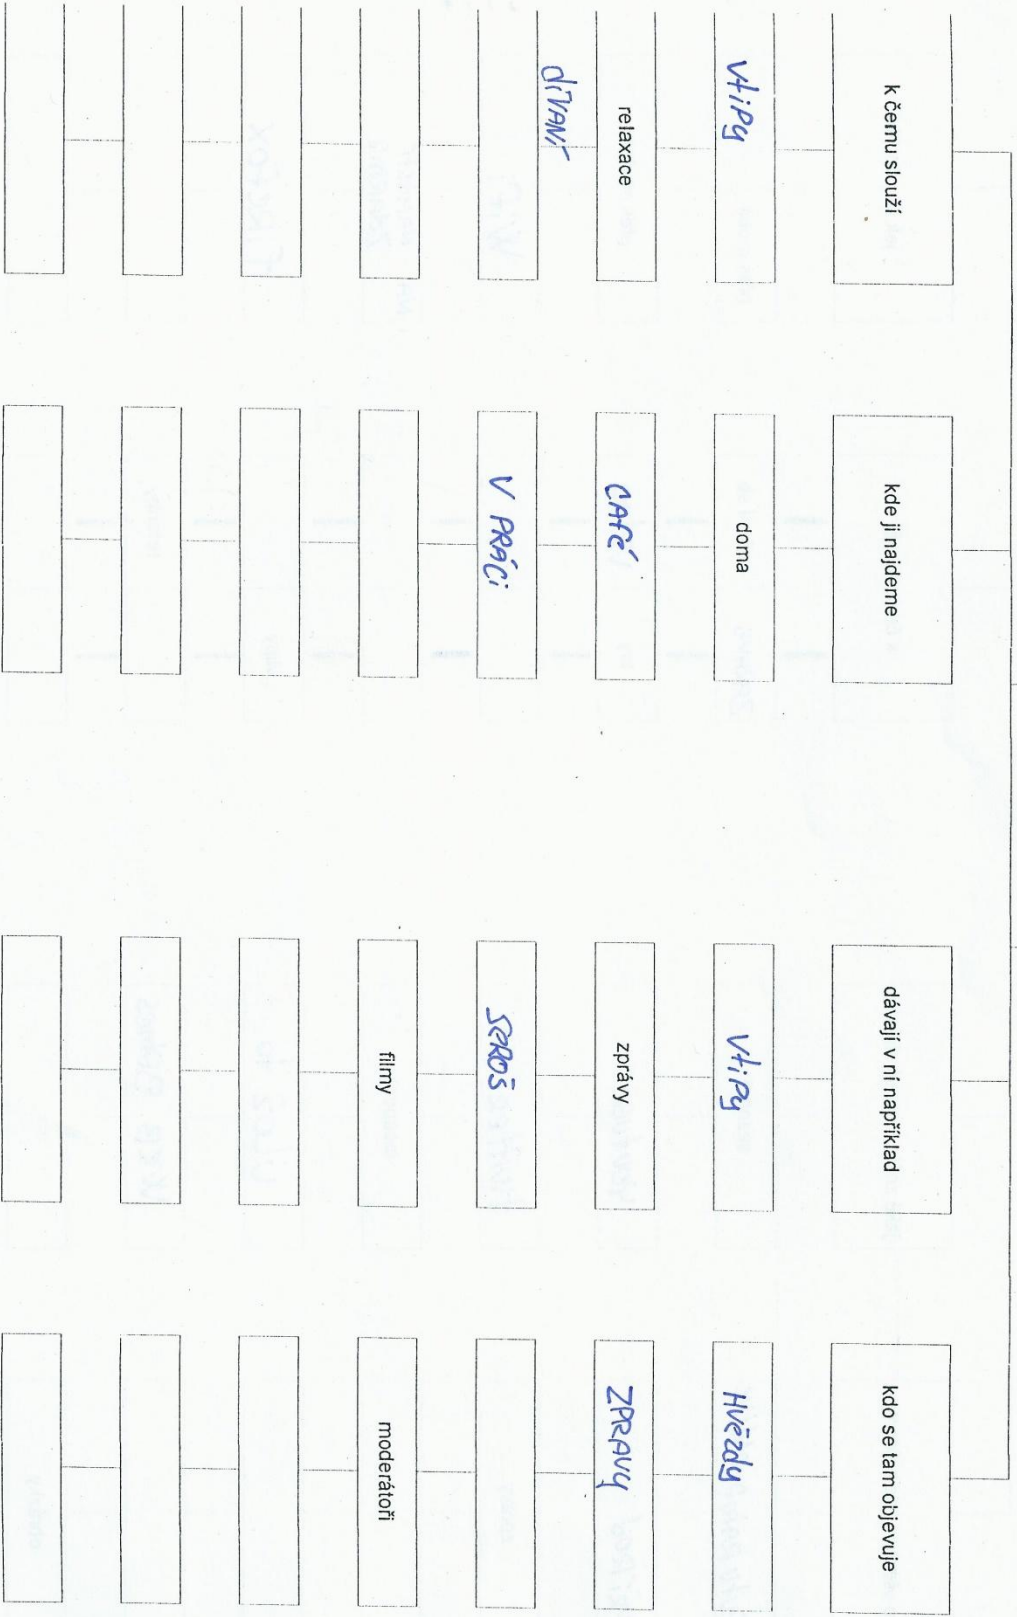 k čemu slouží
vtiPy
relaxace
díVANÍ
kde ji najdeme
doma
CAfé
V PRÁCi
dávají v ní například
Vtipy
zprávy
SeROŠ
filmy
kdo se tam objevuje
HVězdy
ZPRAVY
moderátoři